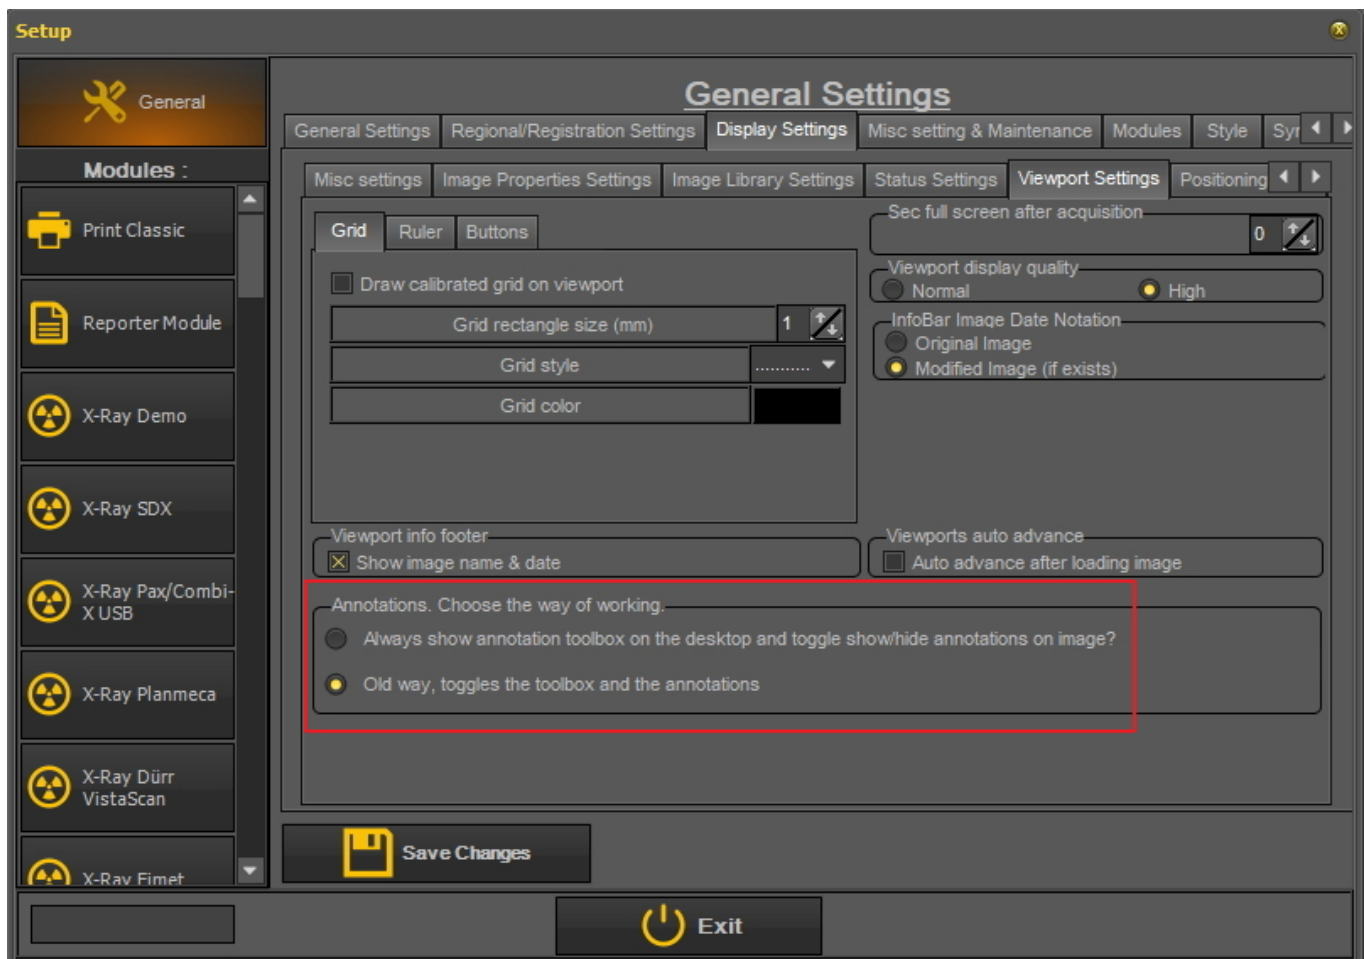 Setup
General
Modules :
Print Classic
Reporter Module
X-Ray Demo
X-Ray SDX
X-Ray Pax/Combi-
X USB
X-Ray Planmeca
X-Ray Dürr
VistaScan
X-Ray Fimet
General Settings
General Settings Regional/Registration Settings Display Settings Misc setting & Maintenance Modules Style Syr
Misc settings Image Properties Settings Image Library Settings Status Settings Viewport Settings Positioning
Grid Ruler Buttons
Draw calibrated grid on viewport
Grid rectangle size (mm) 1
Grid style ...........
Grid color
Sec full screen after acquisition
0
Viewport display quality
Normal High
InfoBar Image Date Notation
Original Image
Modified Image (if exists)
Viewport info footer
Show image name & date
Viewports auto advance
Auto advance after loading image
Annotations. Choose the way of working.
Always show annotation toolbox on the desktop and toggle show/hide annotations on image?
Old way, toggles the toolbox and the annotations
Save Changes
Exit